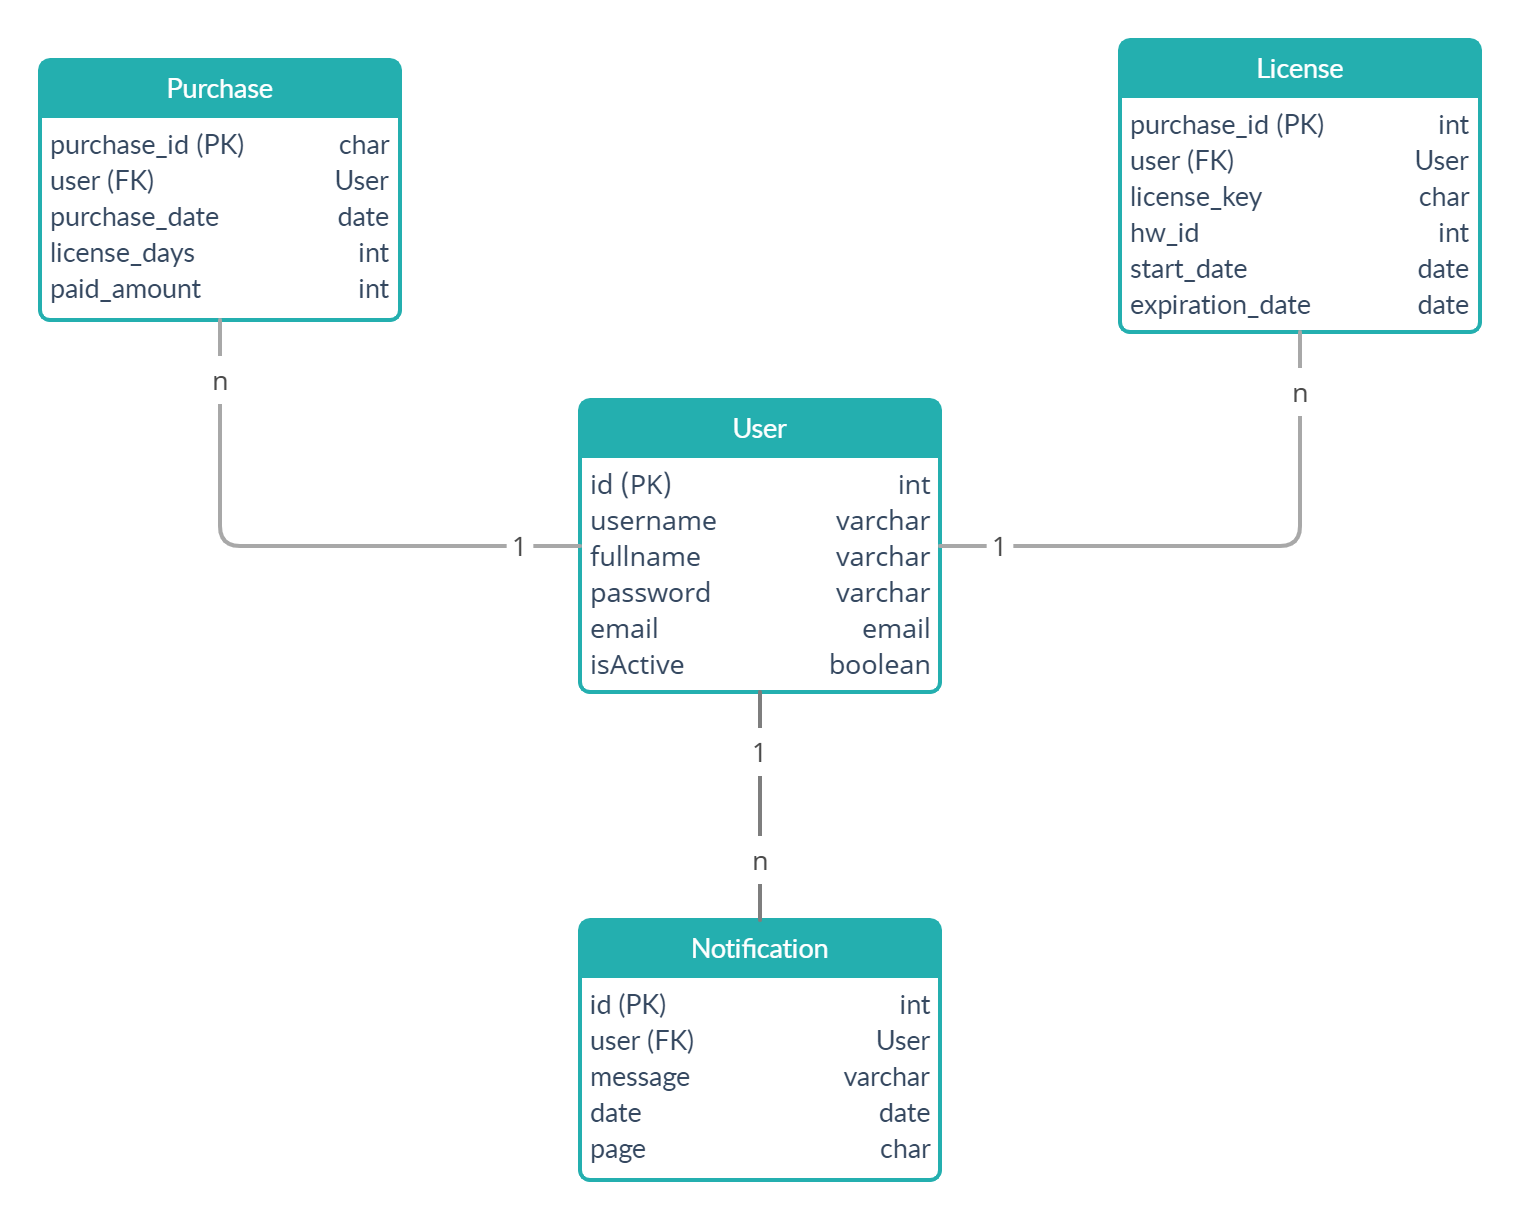 Purchase
purchase_id (PK) char
user (FK) User
purchase_date date
license_days int
paid_amount int
License
purchase_id (PK) int
user (FK) User
license_key char
hw_id int
start_date date
expiration_date date
n
n
User
id (PK) int
username varchar
fullname varchar
password varchar
email email
isActive boolean
1
1
1
n
Notification
id (PK) int
user (FK) User
message varchar
date date
page char